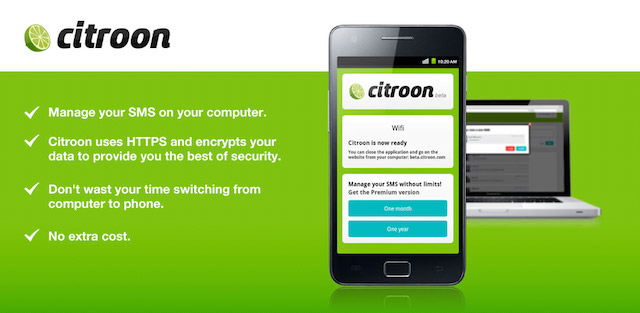 citroon
Manage your SMS on your computer.
Citroon uses HTTPS and encrypts your
data to provide you the best of security.
Don't wast your time switching from
computer to phone.
No extra cost.
10:20 AM
citroon beta
Wifi
Citroon is now ready
You can close the application and go on the
website from your computer: beta.citroon.com
Manage your SMS without limits!
Get the Premium version
One month
One year